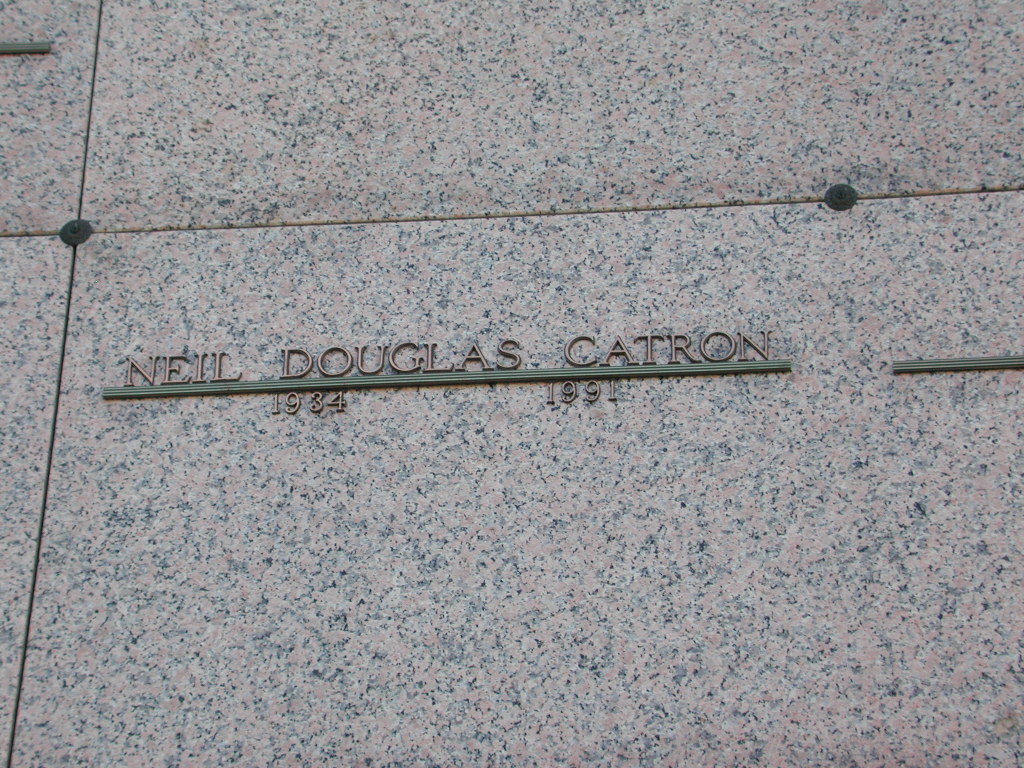 NEIL DOUGLAS CATRON
1934 1991